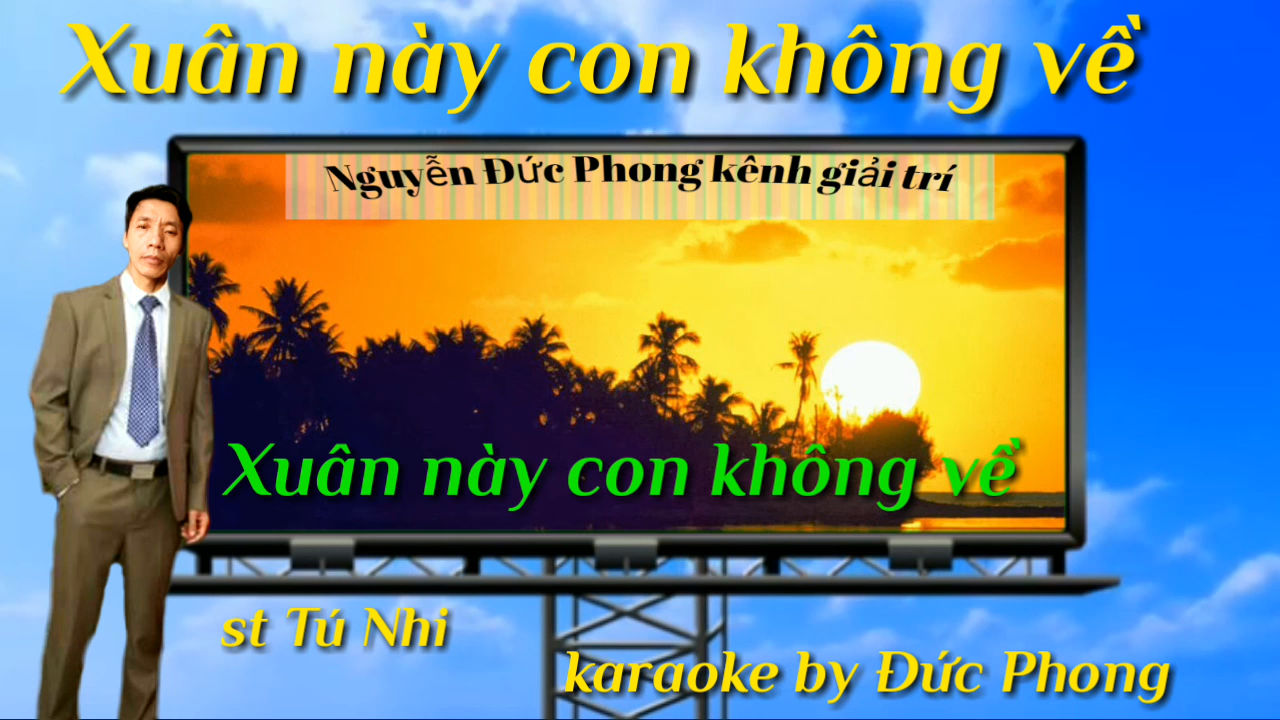 Xuân này con không về
Nguyễn Đức Phong kênh giải trí
Xuân này con không về
st Tú Nhi
karaoke by Đức Phong